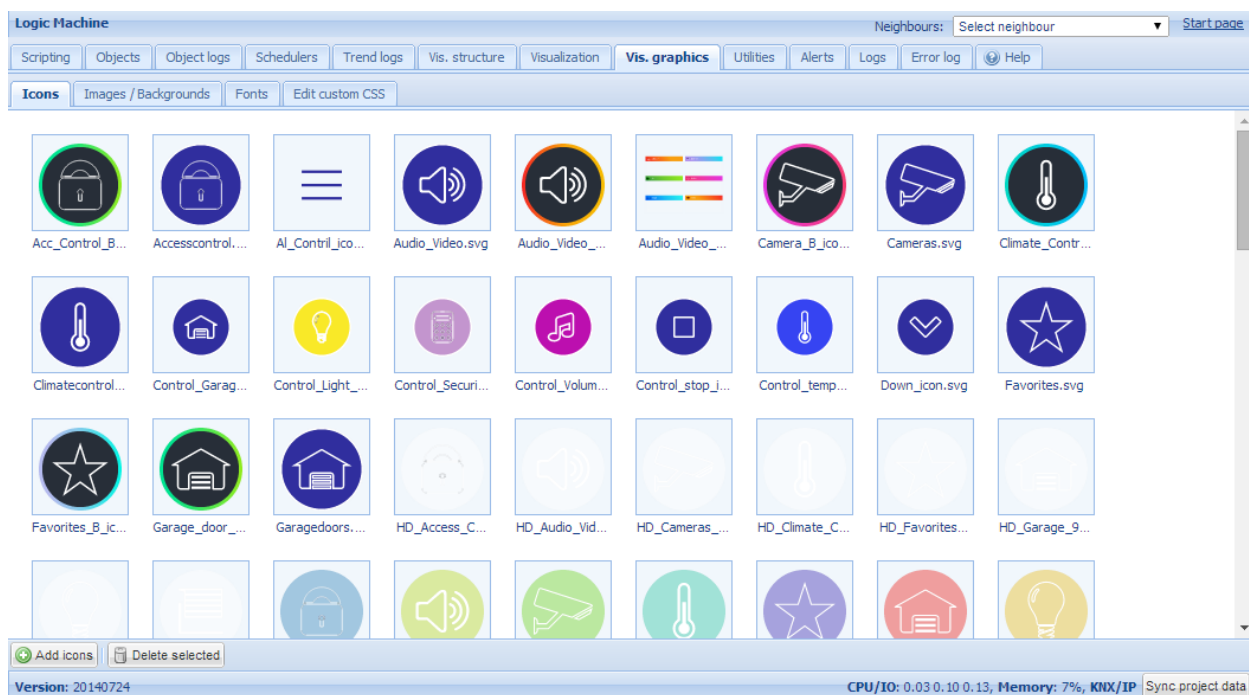 Logic Machine Neighbours: Select neighbour Start page
Scripting Objects Object logs Schedulers Trend logs Vis. structure Visualization Vis. graphics Utilities Alerts Logs Error log Help
Icons Images / Backgrounds Fonts Edit custom CSS
Acc_Control_B... Accesscontrol.... Al_Contril_ico... Audio_Video.svg Audio_Video_... Audio_Video_... Camera_B_ico... Cameras.svg Climate_Contr...
Climatecontrol... Control_Garag... Control_Light_... Control_Securi... Control_Volum... Control_stop_i... Control_temp... Down_icon.svg Favorites.svg
Favorites_B_ic... Garage_door_... Garagedoors.... HD_Access_C... HD_Audio_Vid... HD_Cameras_... HD_Climate_C... HD_Favorites... HD_Garage_9...
Add icons Delete selected
Version: 20140724 CPU/IO: 0.03 0.10 0.13, Memory: 7%, KNX/IP Sync project data